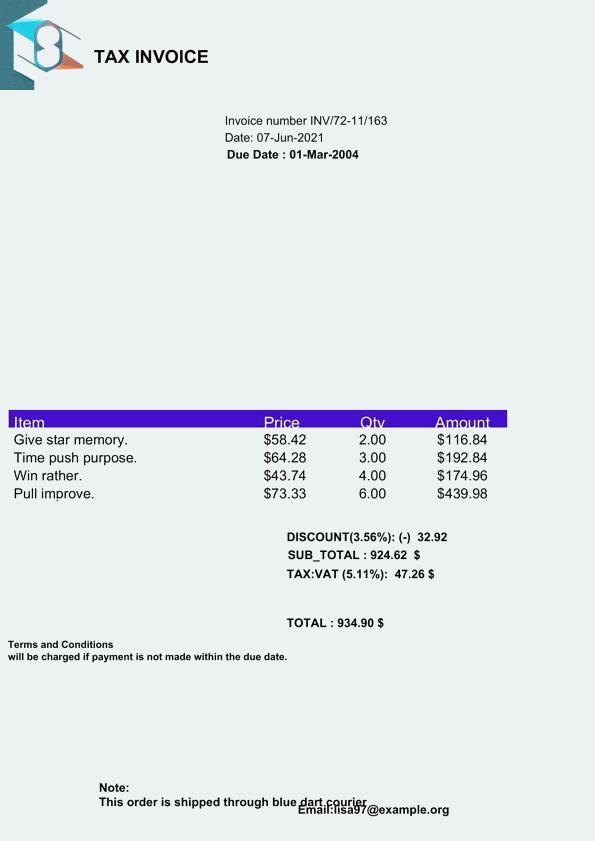 TAX INVOICE
Invoice number INV/72-11/163
Date: 07-Jun-2021
Due Date : 01-Mar-2004
Item Price Qty Amount
Give star memory. $58.42 2.00 $116.84
Time push purpose. $64.28 3.00 $192.84
Win rather. $43.74 4.00 $174.96
Pull improve. $73.33 6.00 $439.98
DISCOUNT(3.56%): (-) 32.92
SUB_TOTAL : 924.62 $
TAX:VAT (5.11%): 47.26 $
TOTAL : 934.90 $
Terms and Conditions
will be charged if payment is not made within the due date.
Note:
This order is shipped through blue dart courier
Email:lisa97@example.org